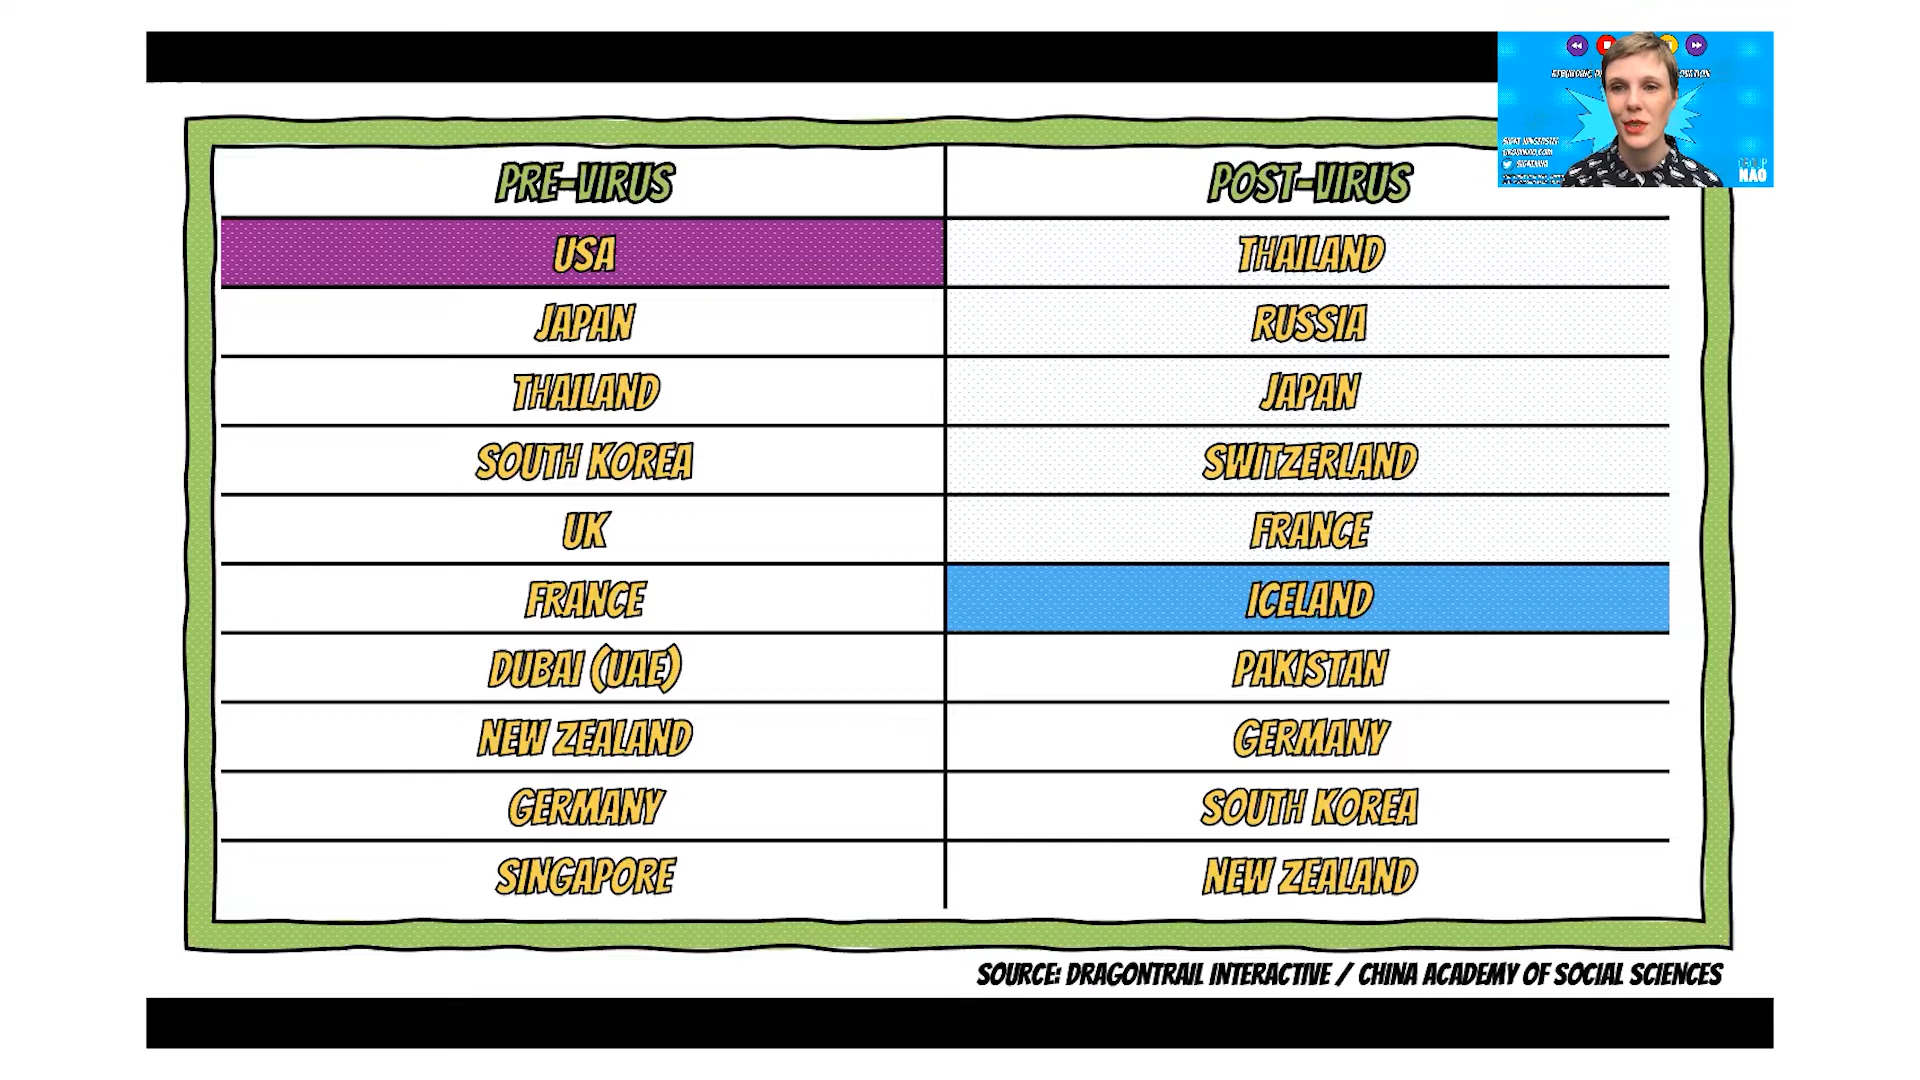 PRE-VIRUS POST-VIRUS
USA THAILAND
JAPAN RUSSIA
THAILAND JAPAN
SOUTH KOREA SWITZERLAND
UK FRANCE
FRANCE ICELAND
DUBAI (UAE) PAKISTAN
NEW ZEALAND GERMANY
GERMANY SOUTH KOREA
SINGAPORE NEW ZEALAND
SOURCE: DRAGONTRAIL INTERACTIVE / CHINA ACADEMY OF SOCIAL SCIENCES
GROUP
NAO